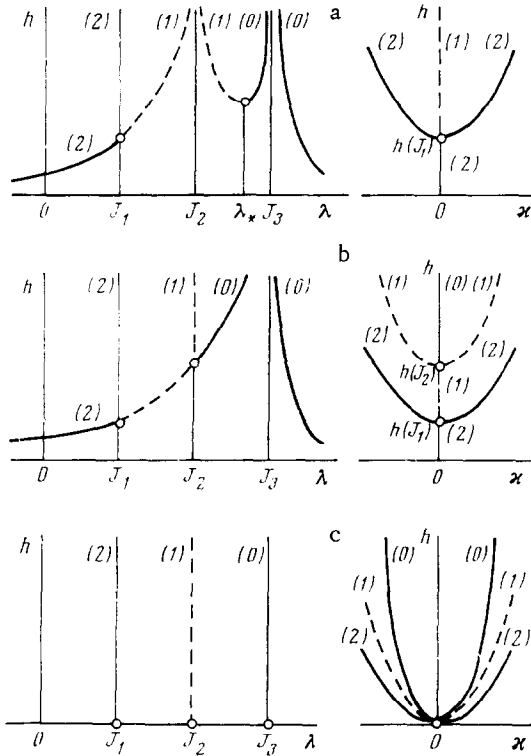 a
h (2) (1) (1) (0) (0)
(2)
0 J₁ J₂ λ* J₃ λ
h
(2) (1) (2)
h(J₁)
(2)
0 ϰ
b
h (2) (1) (0) (0)
(2)
0 J₁ J₂ J₃ λ
h
(1) (0) (1)
(2) (2)
h(J₂)
(1)
h(J₁) (2)
0 ϰ
c
h (2) (1) (0)
0 J₁ J₂ J₃ λ
h
(0) (0)
(1) (1)
(2) (2)
0 ϰ